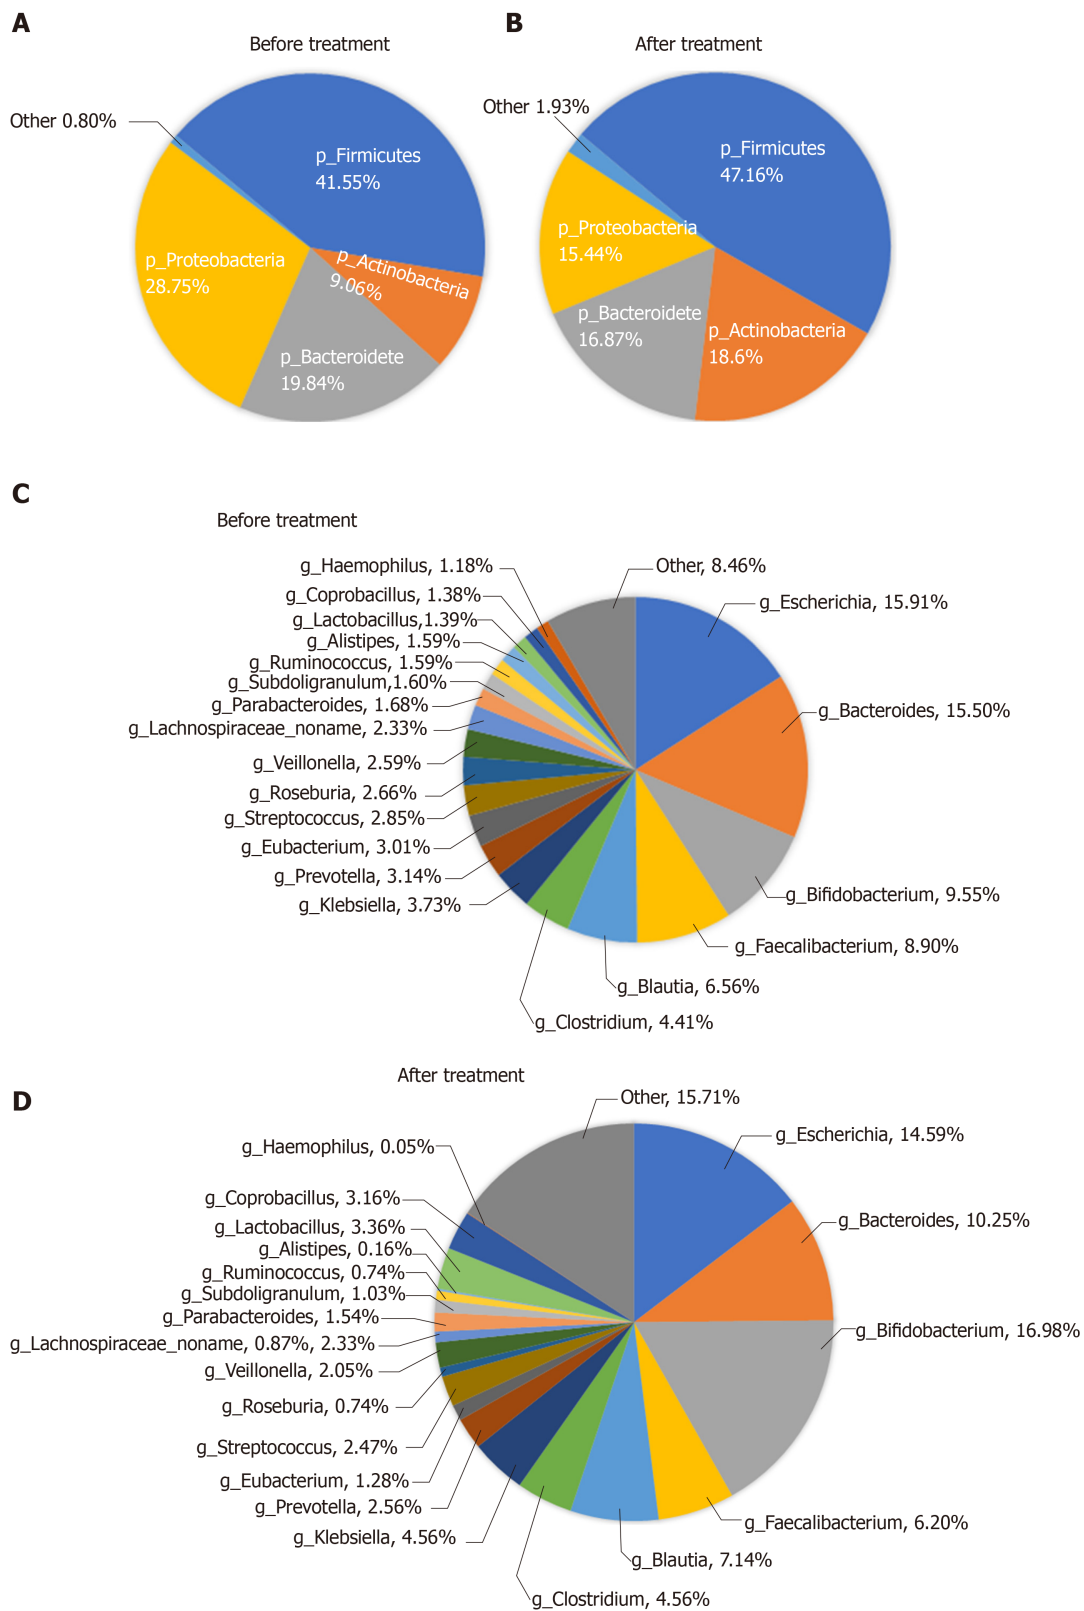 A
B
Before treatment
After treatment
Other 0.80%
Other 1.93%
p_Firmicutes
41.55%
p_Actinobacteria
9.06%
p_Proteobacteria
28.75%
p_Bacteroidete
19.84%
p_Firmicutes
47.16%
p_Proteobacteria
15.44%
p_Bacteroidete
16.87%
p_Actinobacteria
18.6%
C
Before treatment
g_Haemophilus, 1.18%
Other, 8.46%
g_Coprobacillus, 1.38%
g_Escherichia, 15.91%
g_Lactobacillus,1.39%
g_Alistipes, 1.59%
g_Ruminococcus, 1.59%
g_Subdoligranulum,1.60%
g_Parabacteroides, 1.68%
g_Bacteroides, 15.50%
g_Lachnospiraceae_noname, 2.33%
g_Veillonella, 2.59%
g_Roseburia, 2.66%
g_Streptococcus, 2.85%
g_Eubacterium, 3.01%
g_Prevotella, 3.14%
g_Bifidobacterium, 9.55%
g_Klebsiella, 3.73%
g_Faecalibacterium, 8.90%
g_Blautia, 6.56%
g_Clostridium, 4.41%
After treatment
D
Other, 15.71%
g_Escherichia, 14.59%
g_Haemophilus, 0.05%
g_Coprobacillus, 3.16%
g_Bacteroides, 10.25%
g_Lactobacillus, 3.36%
g_Alistipes, 0.16%
g_Ruminococcus, 0.74%
g_Subdoligranulum, 1.03%
g_Parabacteroides, 1.54%
g_Bifidobacterium, 16.98%
g_Lachnospiraceae_noname, 0.87%, 2.33%
g_Veillonella, 2.05%
g_Roseburia, 0.74%
g_Streptococcus, 2.47%
g_Eubacterium, 1.28%
g_Prevotella, 2.56%
g_Faecalibacterium, 6.20%
g_Klebsiella, 4.56%
g_Blautia, 7.14%
g_Clostridium, 4.56%